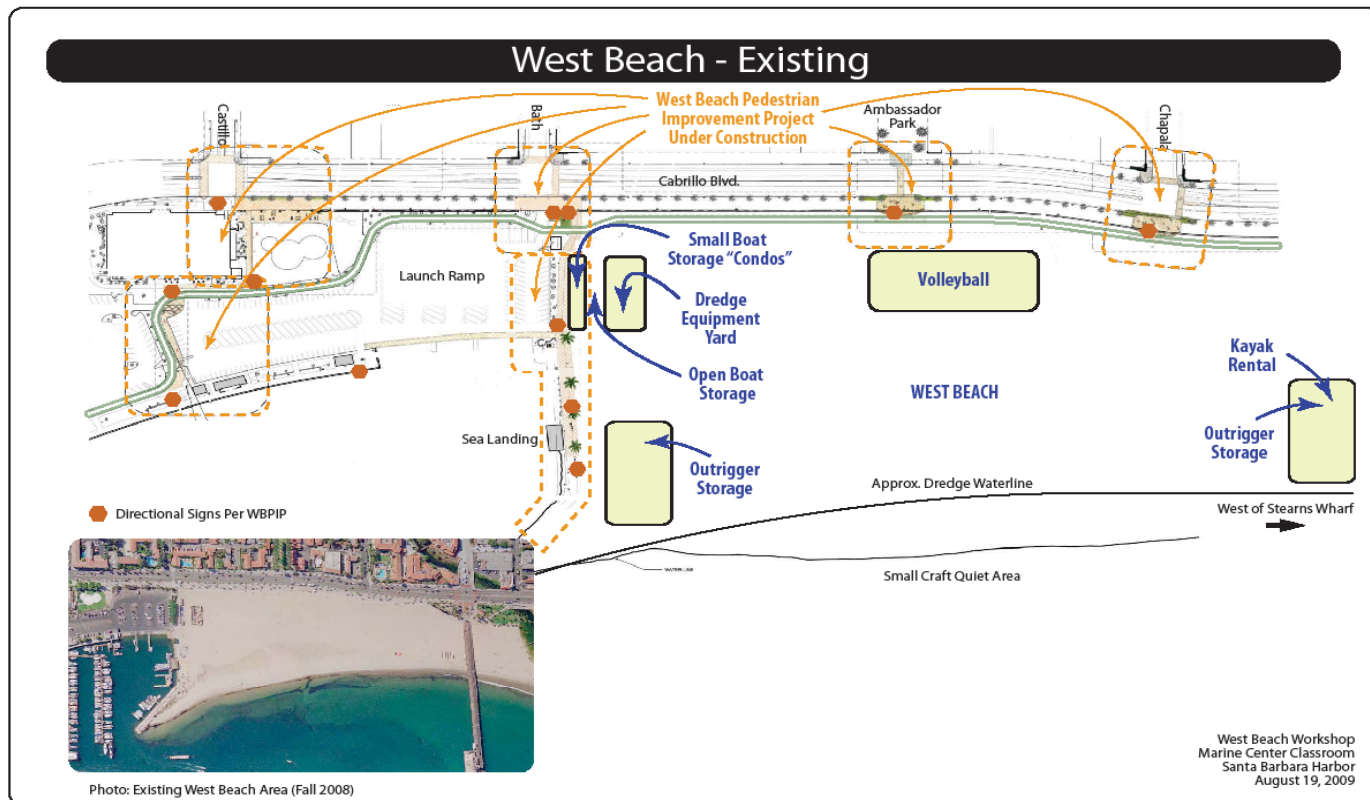 West Beach - Existing
Castillo
Bath
West Beach Pedestrian
Improvement Project
Under Construction
Ambassador
Park
Chapala
Cabrillo Blvd.
Launch Ramp
Small Boat
Storage “Condos”
Volleyball
Dredge
Equipment
Yard
Open Boat
Storage
WEST BEACH
Kayak
Rental
Outrigger
Storage
Sea Landing
Outrigger
Storage
Approx. Dredge Waterline
West of Stearns Wharf
Directional Signs Per WBPIP
WATER LINE
Small Craft Quiet Area
West Beach Workshop
Marine Center Classroom
Santa Barbara Harbor
August 19, 2009
Photo: Existing West Beach Area (Fall 2008)